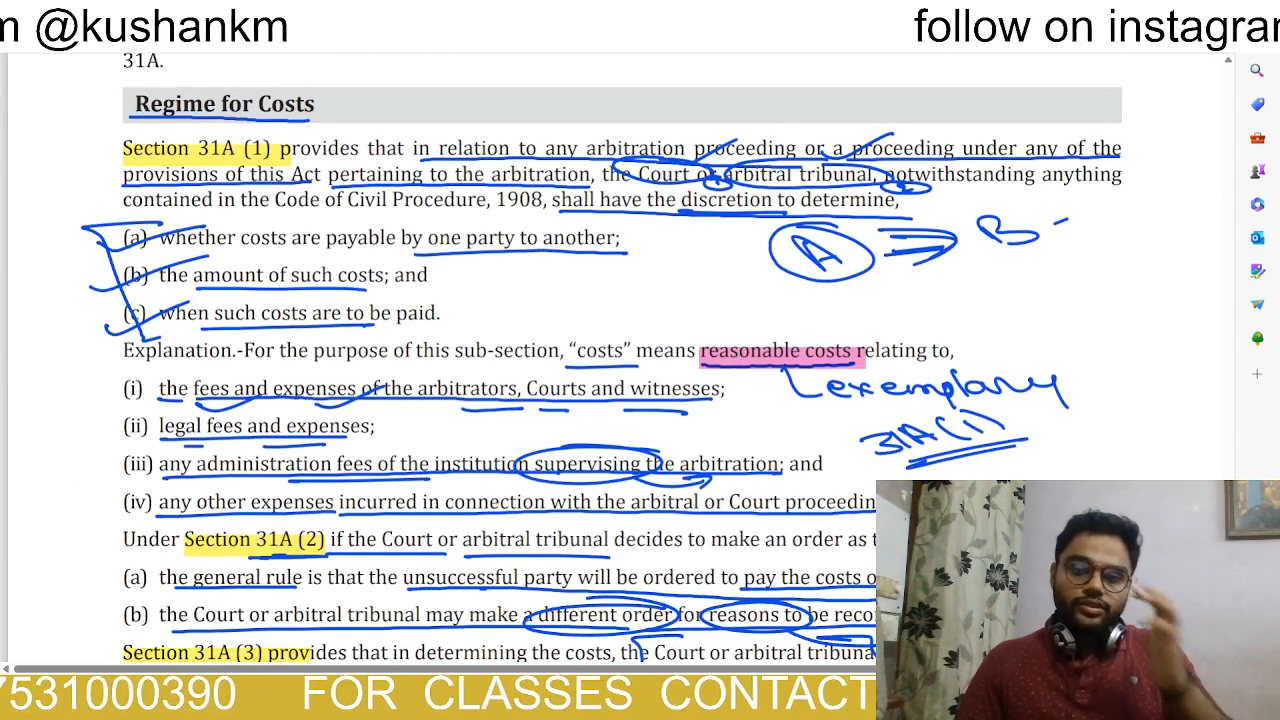 m @kushankm
follow on instagram
31A.
Regime for Costs
Section 31A (1) provides that in relation to any arbitration proceeding or a proceeding under any of the
provisions of this Act pertaining to the arbitration, the Court or arbitral tribunal, notwithstanding anything
contained in the Code of Civil Procedure, 1908, shall have the discretion to determine,
(a) whether costs are payable by one party to another;
A B
(b) the amount of such costs; and
(c) when such costs are to be paid.
Explanation.-For the purpose of this sub-section, “costs” means reasonable costs relating to,
(i) the fees and expenses of the arbitrators, Courts and witnesses;
exemplary
(ii) legal fees and expenses;
31A (1)
(iii) any administration fees of the institution supervising the arbitration; and
(iv) any other expenses incurred in connection with the arbitral or Court proceedin
Under Section 31A (2) if the Court or arbitral tribunal decides to make an order as t
(a) the general rule is that the unsuccessful party will be ordered to pay the costs o
(b) the Court or arbitral tribunal may make a different order for reasons to be reco
Section 31A (3) provides that in determining the costs, the Court or arbitral tribuna
7531000390 FOR CLASSES CONTACT